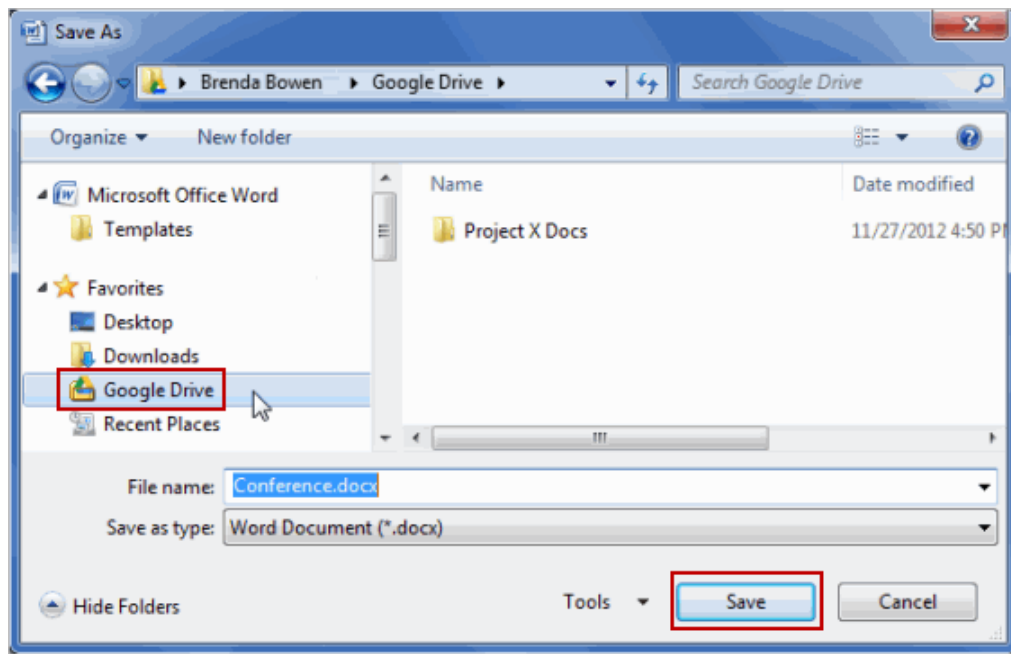 Save As
Brenda Bowen Google Drive
Search Google Drive
Organize New folder
Microsoft Office Word
Templates
Favorites
Desktop
Downloads
Google Drive
Recent Places
Name Date modified
Project X Docs 11/27/2012 4:50 P
File name: Conference.docx
Save as type: Word Document (*.docx)
Hide Folders Tools Save Cancel